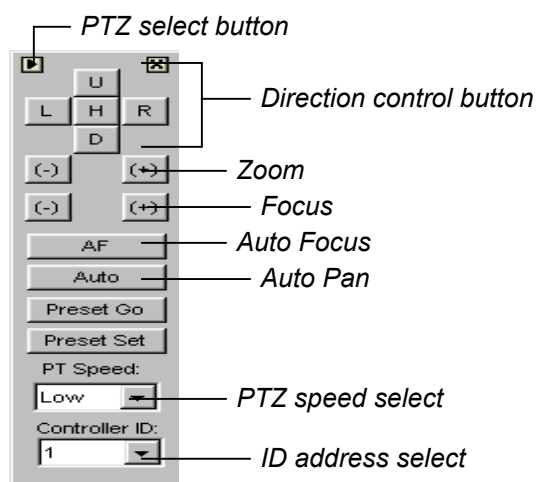 PTZ select button
U
L H R
Direction control button
D
(-) (+) Zoom
(-) (+) Focus
AF Auto Focus
Auto Auto Pan
Preset Go
Preset Set
PT Speed:
Low PTZ speed select
Controller ID:
1 ID address select